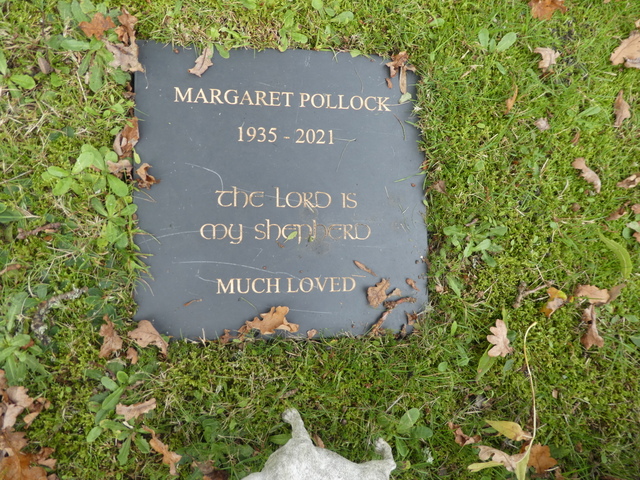 MARGARET POLLOCK
1935 - 2021
The LORD IS
my shepherd
MUCH LOVED